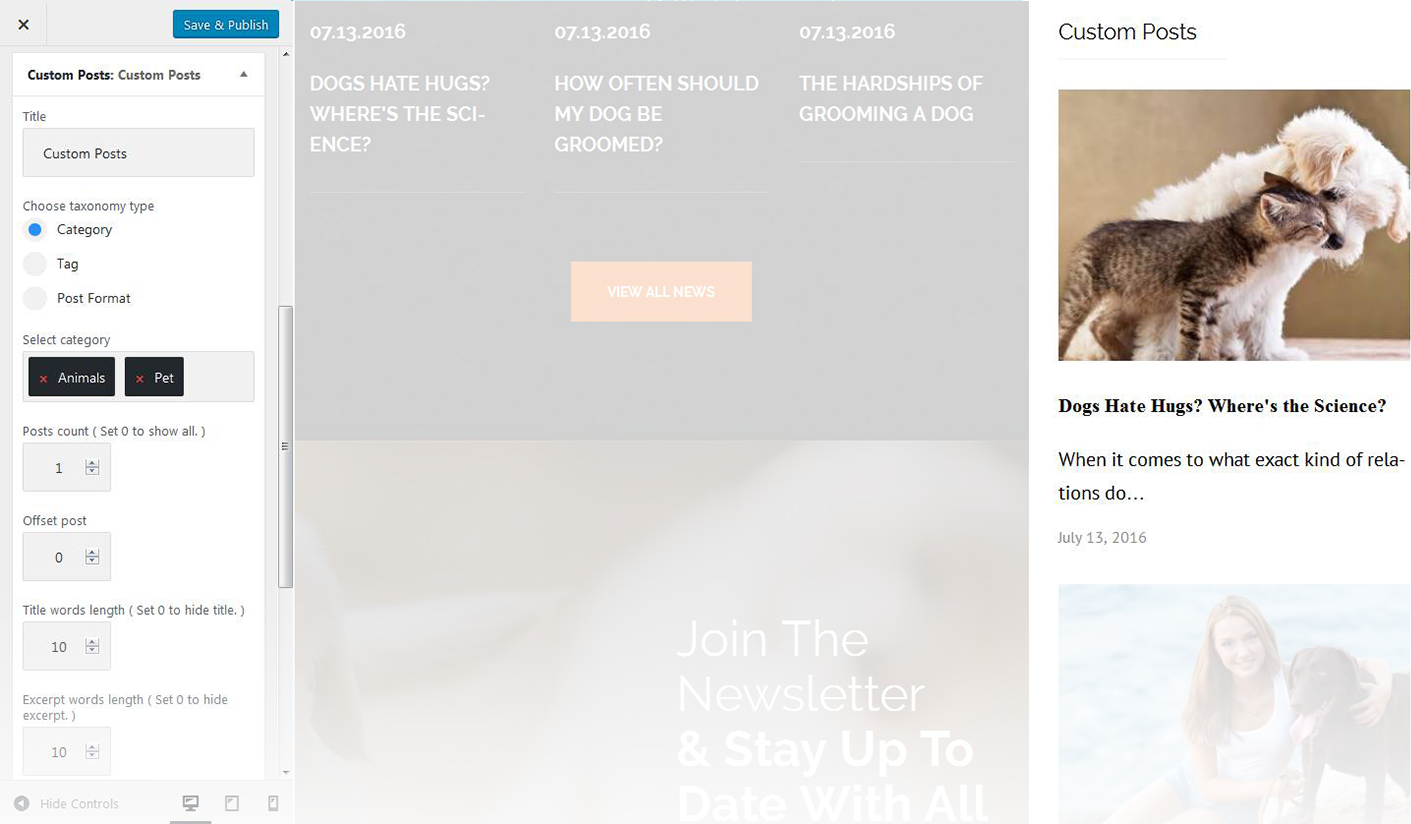 Save & Publish
Custom Posts: Custom Posts
Title
Custom Posts
Choose taxonomy type
Category
Tag
Post Format
Select category
× Animals × Pet
Posts count ( Set 0 to show all. )
1
Offset post
0
Title words length ( Set 0 to hide title. )
10
Excerpt words length ( Set 0 to hide
excerpt. )
10
Hide Controls
07.13.2016
DOGS HATE HUGS?
WHERE'S THE SCI-
ENCE?
07.13.2016
HOW OFTEN SHOULD
MY DOG BE
GROOMED?
07.13.2016
THE HARDSHIPS OF
GROOMING A DOG
VIEW ALL NEWS
Join The
Newsletter
& Stay Up To
Date With All
Custom Posts
Dogs Hate Hugs? Where's the Science?
When it comes to what exact kind of rela-
tions do…
July 13, 2016